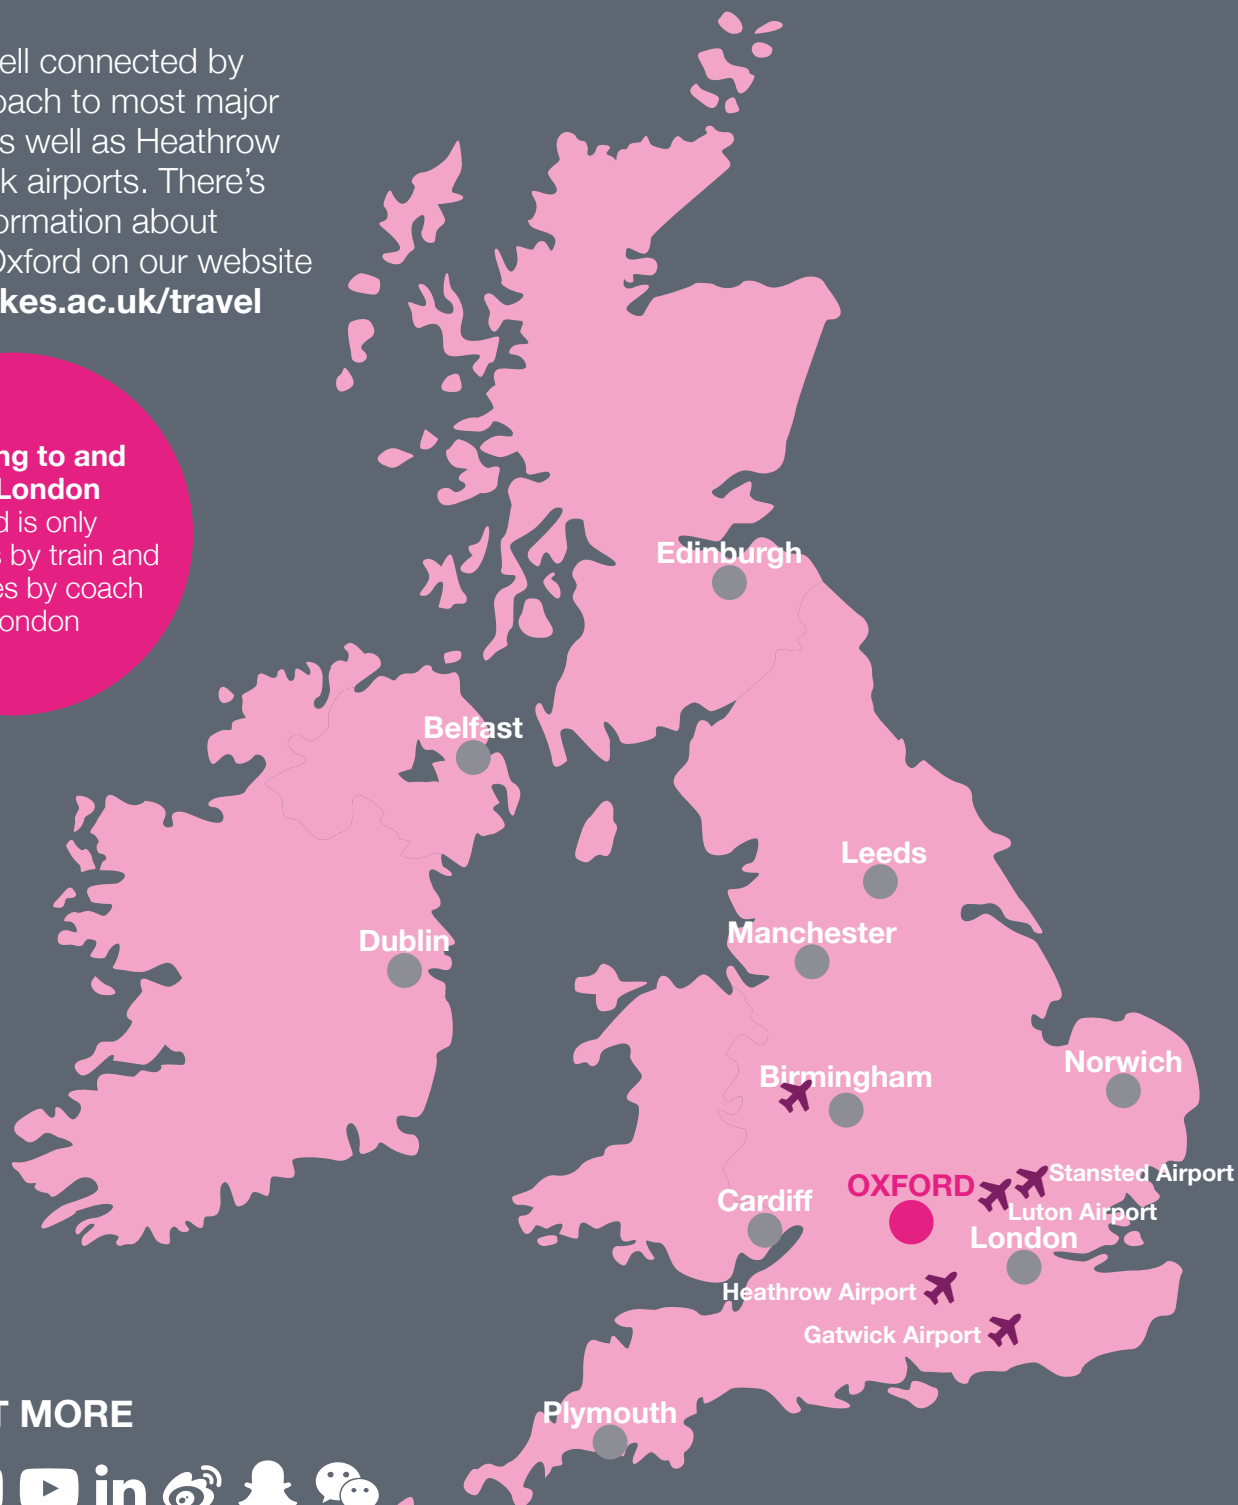 ell connected by
oach to most major
s well as Heathrow
k airports. There's
ormation about
Oxford on our website
kes.ac.uk/travel
ng to and
London
d is only
s by train and
es by coach
ondon
Edinburgh
Belfast
Leeds
Manchester
Dublin
Norwich
Birmingham
Stansted Airport
OXFORD
Cardiff
Luton Airport
London
Heathrow Airport
Gatwick Airport
Plymouth
T MORE
in